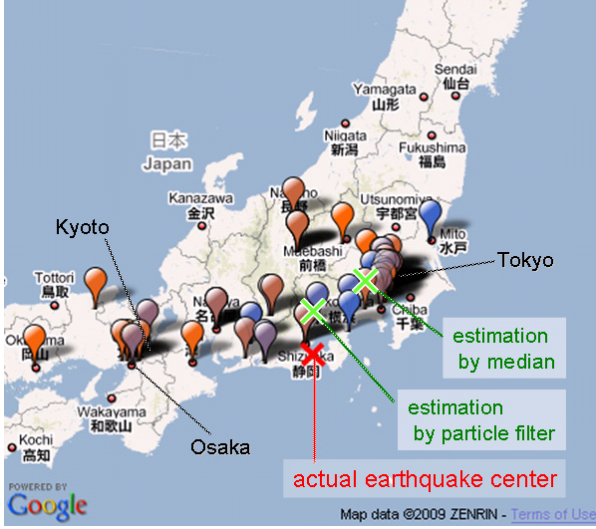 Sendai
仙台
Yamagata
山形
Niigata
新潟
Fukushima
福島
日本
Japan
Kanazawa
金沢
Utsunomiya
宇都宮
Mito
水戸
Maebashi
前橋
Kyoto
Tokyo
Tottori
鳥取
Chiba
千葉
estimation
by median
Shizuoka
静岡
Wakayama
和歌山
estimation
by particle filter
Kochi
高知
Osaka
actual earthquake center
POWERED BY
Google
Map data ©2009 ZENRIN - Terms of Use